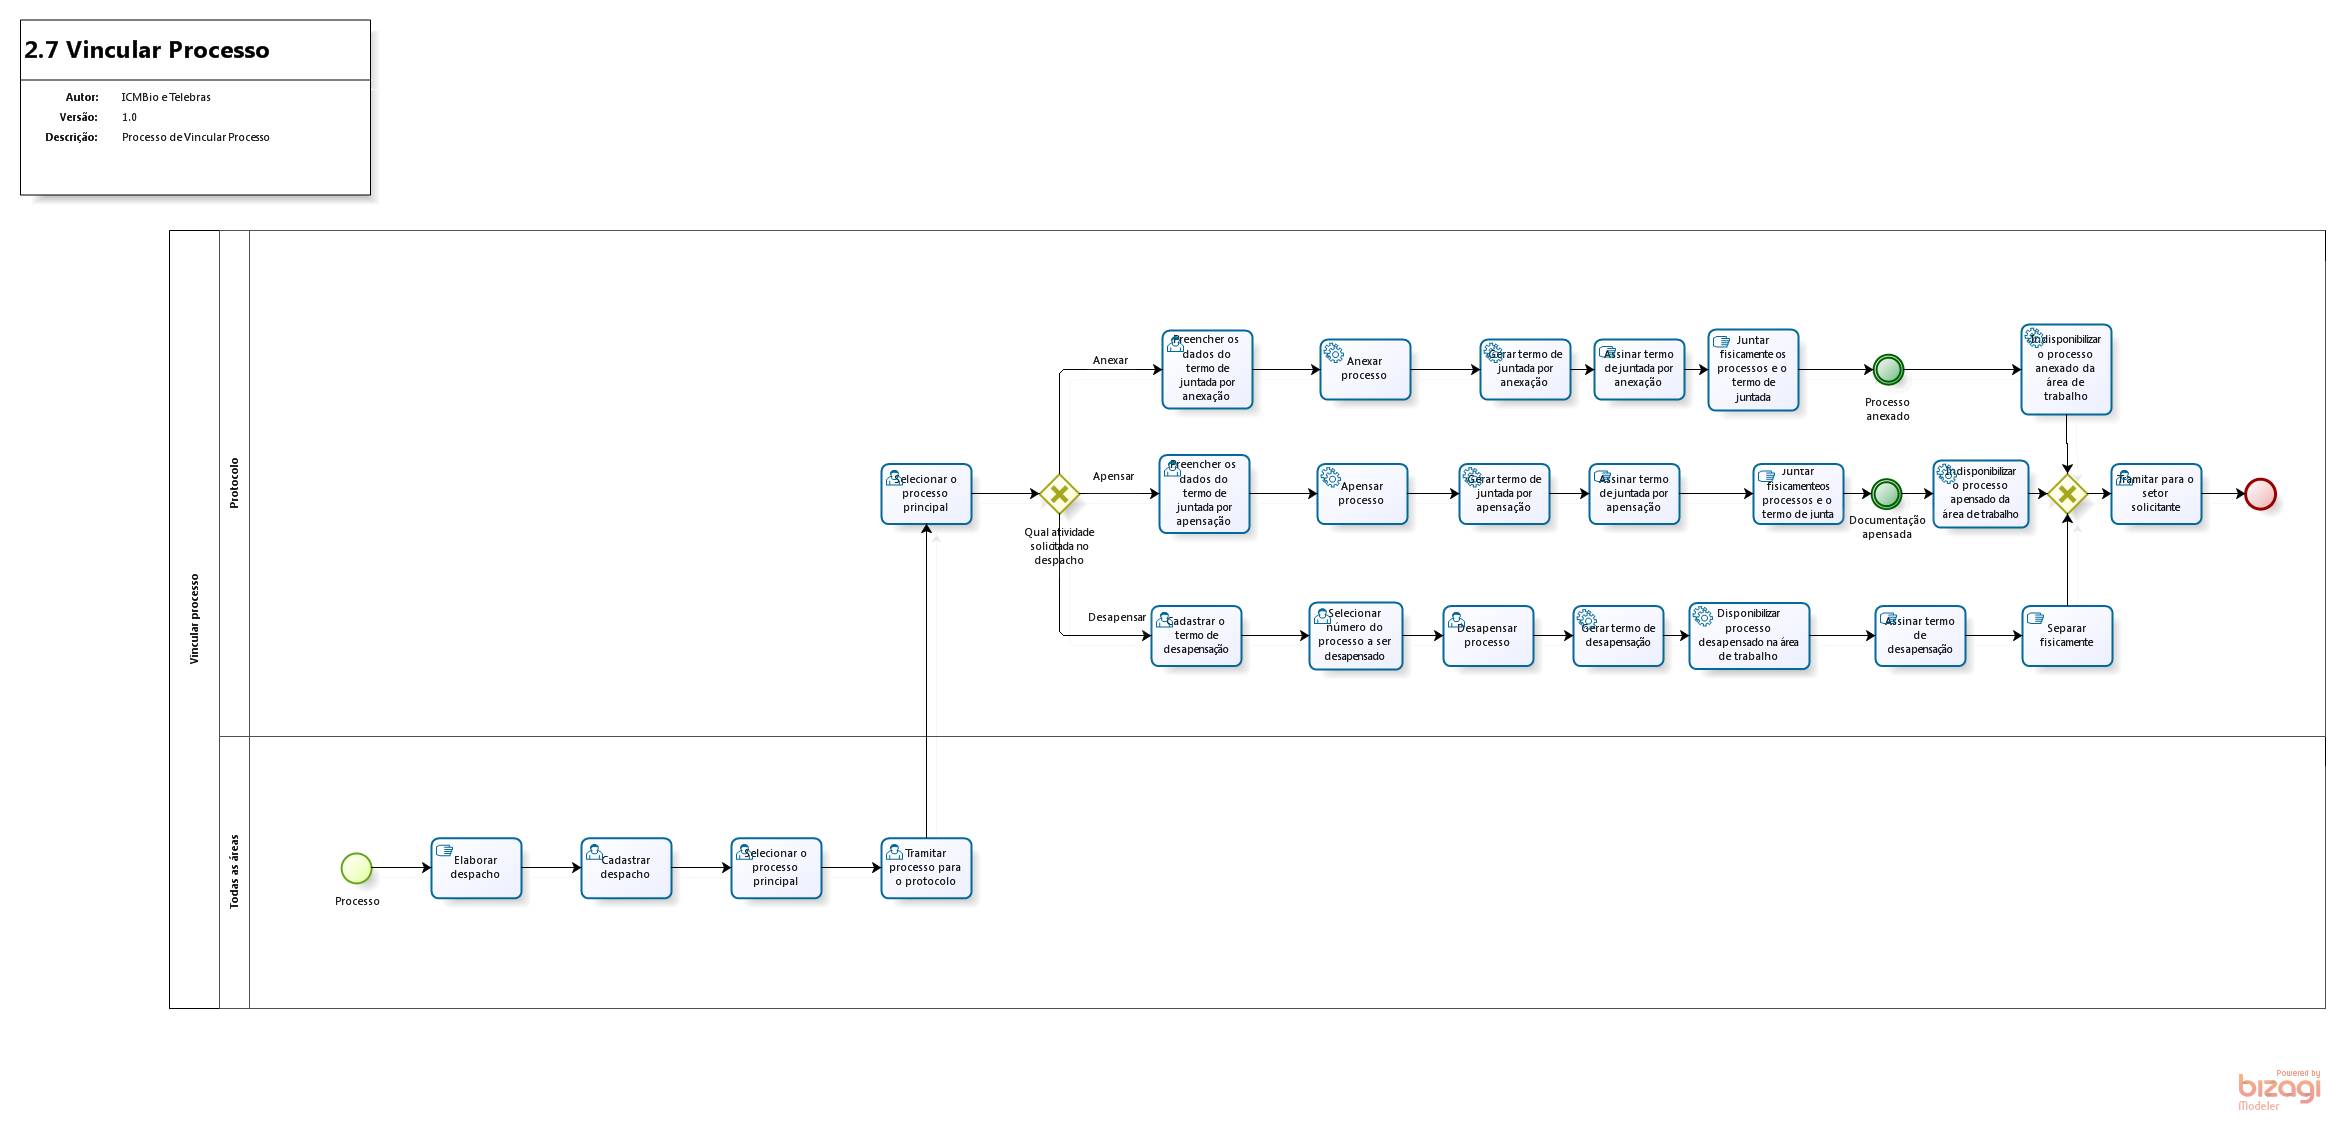 2.7 Vincular Processo
Autor: ICMBio e Telebras
Versão: 1.0
Descrição: Processo de Vincular Processo
Vincular processo
Protocolo
Selecionar o
processo
principal
Qual atividade
solicitada no
despacho
Anexar
Preencher os
dados do
termo de
juntada por
anexação
Anexar
processo
Gerar termo de
juntada por
anexação
Assinar termo
de juntada por
anexação
Juntar
fisicamente os
processos e o
termo de
juntada
Processo
anexado
Indisponibilizar
o processo
anexado da
área de
trabalho
Apensar
Preencher os
dados do
termo de
juntada por
apensação
Apensar
processo
Gerar termo de
juntada por
apensação
Assinar termo
de juntada por
apensação
Juntar
fisicamente os
processos e o
termo de junta
Documentação
apensada
Indisponibilizar
o processo
apensado da
área de trabalho
Tramitar para o
setor
solicitante
Desapensar
Cadastrar o
termo de
desapensação
Selecionar
número do
processo a ser
desapensado
Desapensar
processo
Gerar termo de
desapensação
Disponibilizar
processo
desapensado na área
de trabalho
Assinar termo
de
desapensação
Separar
fisicamente
Todas as áreas
Processo
Elaborar
despacho
Cadastrar
despacho
Selecionar o
processo
principal
Tramitar
processo para
o protocolo
Powered by
bizagi
Modeler